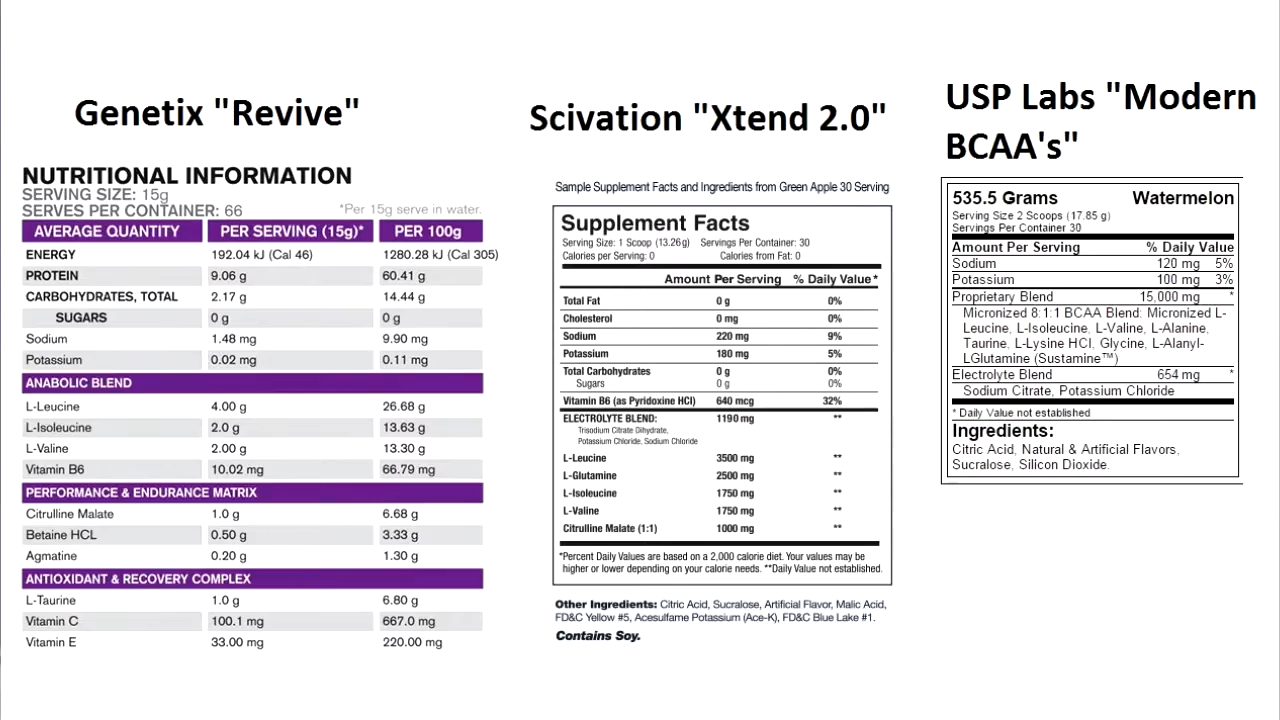 Genetix "Revive"
NUTRITIONAL INFORMATION
SERVING SIZE: 15g
SERVES PER CONTAINER: 66 *Per 15g serve in water.
AVERAGE QUANTITY PER SERVING (15g)* PER 100g
ENERGY 192.04 kJ (Cal 46) 1280.28 kJ (Cal 305)
PROTEIN 9.06 g 60.41 g
CARBOHYDRATES, TOTAL 2.17 g 14.44 g
SUGARS 0 g 0 g
Sodium 1.48 mg 9.90 mg
Potassium 0.02 mg 0.11 mg
ANABOLIC BLEND
L-Leucine 4.00 g 26.68 g
L-Isoleucine 2.0 g 13.63 g
L-Valine 2.00 g 13.30 g
Vitamin B6 10.02 mg 66.79 mg
PERFORMANCE & ENDURANCE MATRIX
Citrulline Malate 1.0 g 6.68 g
Betaine HCL 0.50 g 3.33 g
Agmatine 0.20 g 1.30 g
ANTIOXIDANT & RECOVERY COMPLEX
L-Taurine 1.0 g 6.80 g
Vitamin C 100.1 mg 667.0 mg
Vitamin E 33.00 mg 220.00 mg
Scivation "Xtend 2.0"
Sample Supplement Facts and Ingredients from Green Apple 30 Serving
Supplement Facts
Serving Size: 1 Scoop (13.26g) Servings Per Container: 30
Calories per Serving: 0 Calories from Fat: 0
Amount Per Serving % Daily Value*
Total Fat 0 g 0%
Cholesterol 0 mg 0%
Sodium 220 mg 9%
Potassium 180 mg 5%
Total Carbohydrates 0 g 0%
Sugars 0 g 0%
Vitamin B6 (as Pyridoxine HCl) 640 mcg 32%
ELECTROLYTE BLEND: 1190 mg **
Trisodium Citrate Dihydrate,
Potassium Chloride, Sodium Chloride
L-Leucine 3500 mg **
L-Glutamine 2500 mg **
L-Isoleucine 1750 mg **
L-Valine 1750 mg **
Citrulline Malate (1:1) 1000 mg **
*Percent Daily Values are based on a 2,000 calorie diet. Your values may be
higher or lower depending on your calorie needs. **Daily Value not established.
Other Ingredients: Citric Acid, Sucralose, Artificial Flavor, Malic Acid,
FD&C Yellow #5, Acesulfame Potassium (Ace-K), FD&C Blue Lake #1.
Contains Soy.
USP Labs "Modern
BCAA's"
535.5 Grams Watermelon
Serving Size 2 Scoops (17.85 g)
Servings Per Container 30
Amount Per Serving % Daily Value
Sodium 120 mg 5%
Potassium 100 mg 3%
Proprietary Blend 15,000 mg *
Micronized 8:1:1 BCAA Blend: Micronized L-
Leucine, L-Isoleucine, L-Valine, L-Alanine,
Taurine, L-Lysine HCl, Glycine, L-Alanyl-
LGlutamine (Sustamine™)
Electrolyte Blend 654 mg *
Sodium Citrate, Potassium Chloride
* Daily Value not established
Ingredients:
Citric Acid, Natural & Artificial Flavors,
Sucralose, Silicon Dioxide.